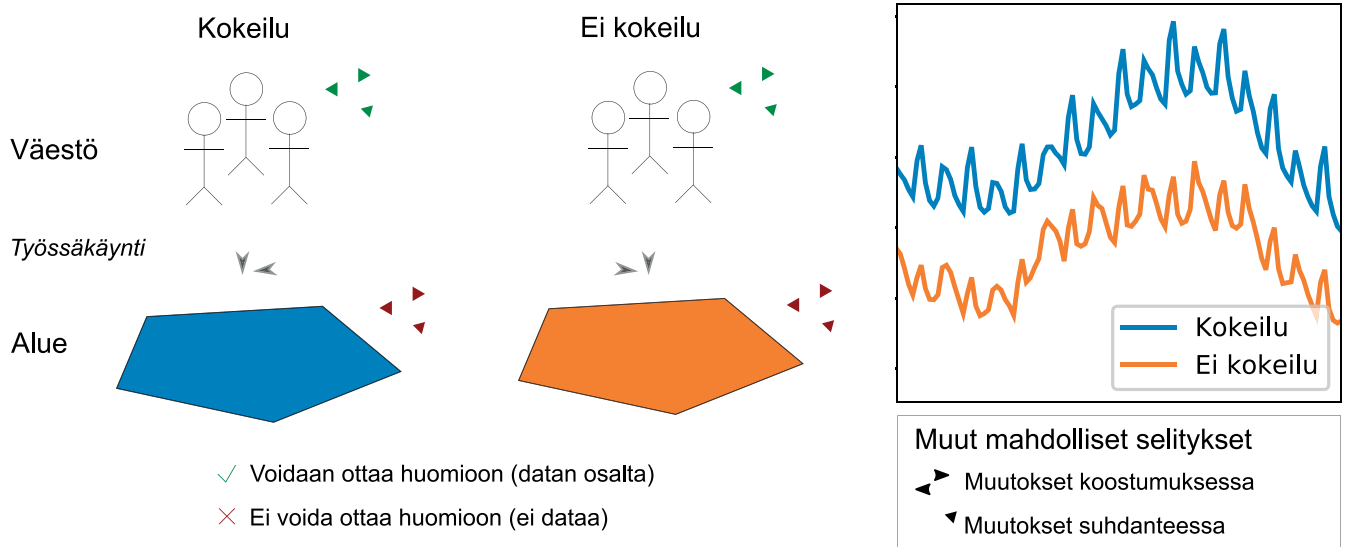 Kokeilu
Ei kokeilu
Väestö
Työssäkäynti
Alue
Voidaan ottaa huomioon (datan osalta)
Ei voida ottaa huomioon (ei dataa)
Kokeilu
Ei kokeilu
Muut mahdolliset selitykset
Muutokset koostumuksessa
Muutokset suhdanteessa